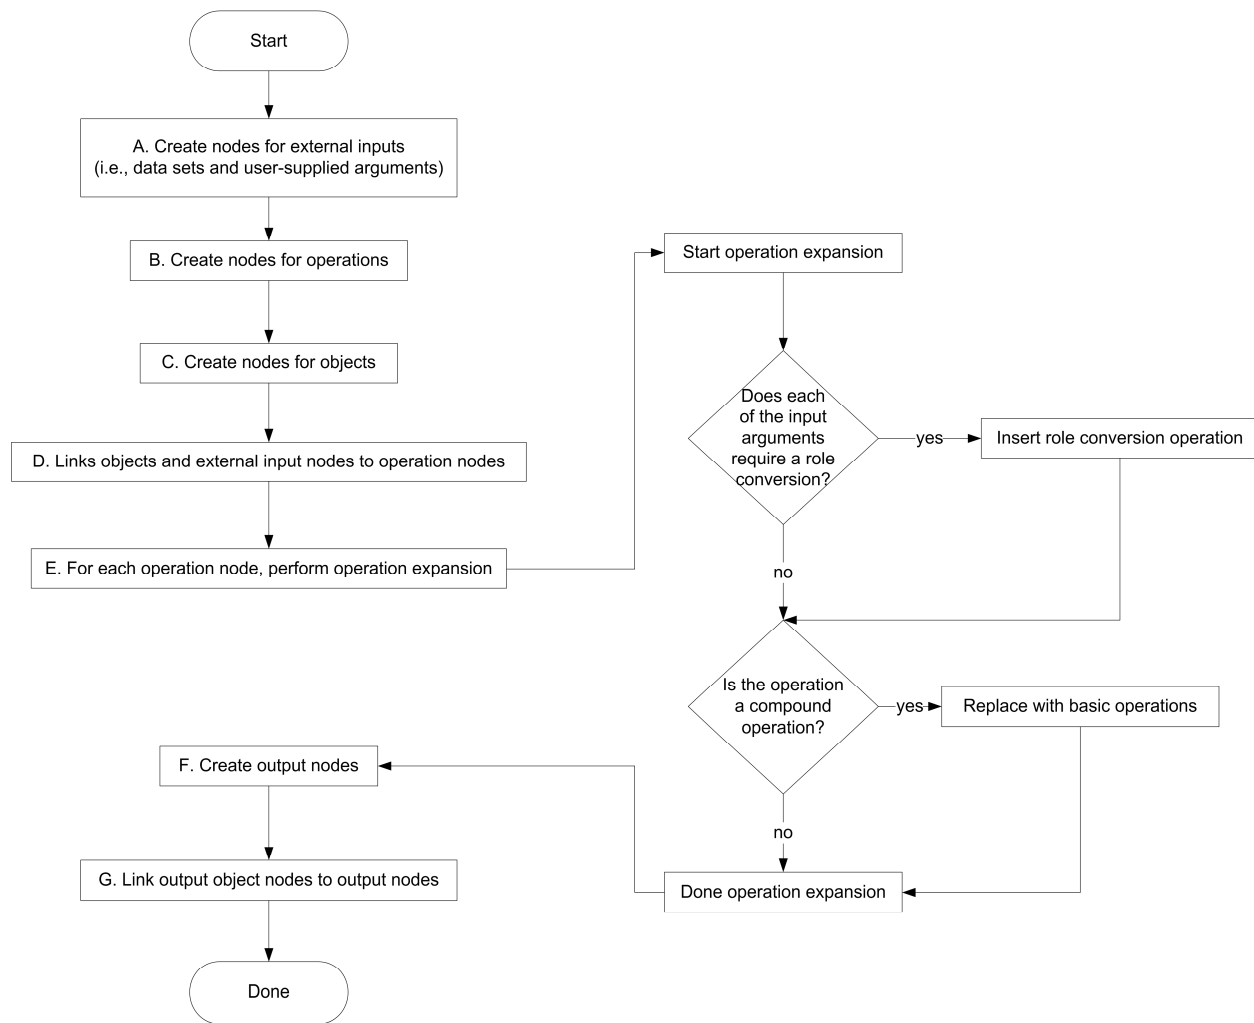 Start
A. Create nodes for external inputs
(i.e., data sets and user-supplied arguments)
B. Create nodes for operations
C. Create nodes for objects
D. Links objects and external input nodes to operation nodes
E. For each operation node, perform operation expansion
Start operation expansion
Does each
of the input
arguments
require a role
conversion?
yes
Insert role conversion operation
no
Is the operation
a compound
operation?
yes
Replace with basic operations
no
Done operation expansion
F. Create output nodes
G. Link output object nodes to output nodes
Done